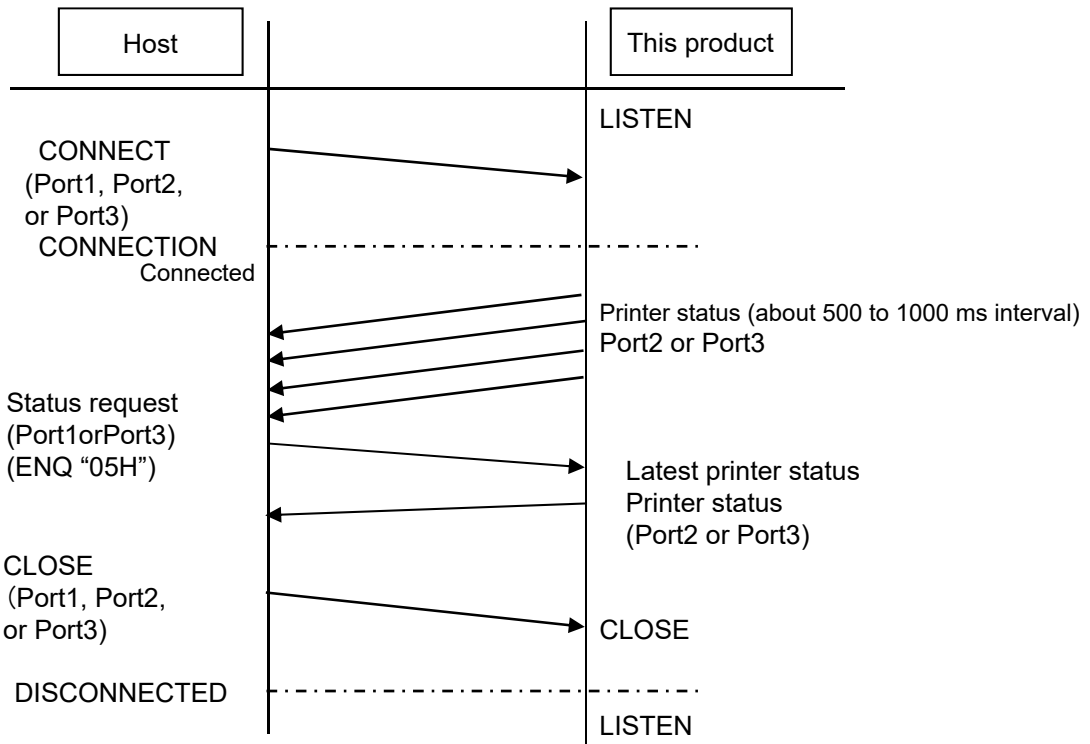 Host
This product
LISTEN
CONNECT
(Port1, Port2,
or Port3)
CONNECTION
Connected
Printer status (about 500 to 1000 ms interval)
Port2 or Port3
Status request
(Port1orPort3)
(ENQ “05H”)
Latest printer status
Printer status
(Port2 or Port3)
CLOSE
（Port1, Port2,
or Port3)
CLOSE
DISCONNECTED
LISTEN